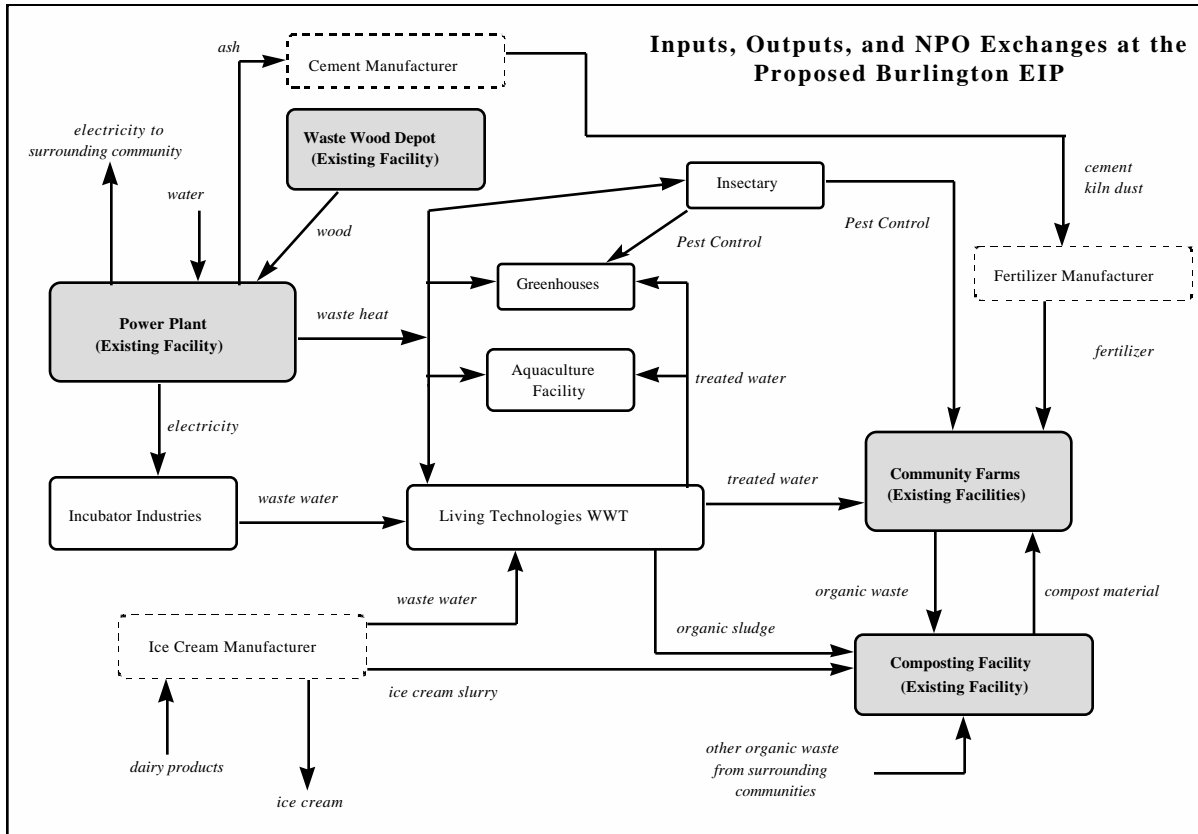 Inputs, Outputs, and NPO Exchanges at the
Proposed Burlington EIP
ash
Cement Manufacturer
Waste Wood Depot
(Existing Facility)
electricity to
surrounding community
water
wood
Insectary
Pest Control
Pest Control
cement
kiln dust
Greenhouses
Fertilizer Manufacturer
Power Plant
(Existing Facility)
waste heat
Aquaculture
Facility
treated water
fertilizer
electricity
Incubator Industries
waste water
Living Technologies WWT
treated water
Community Farms
(Existing Facilities)
waste water
organic waste
compost material
Ice Cream Manufacturer
organic sludge
ice cream slurry
Composting Facility
(Existing Facility)
dairy products
ice cream
other organic waste
from surrounding
communities